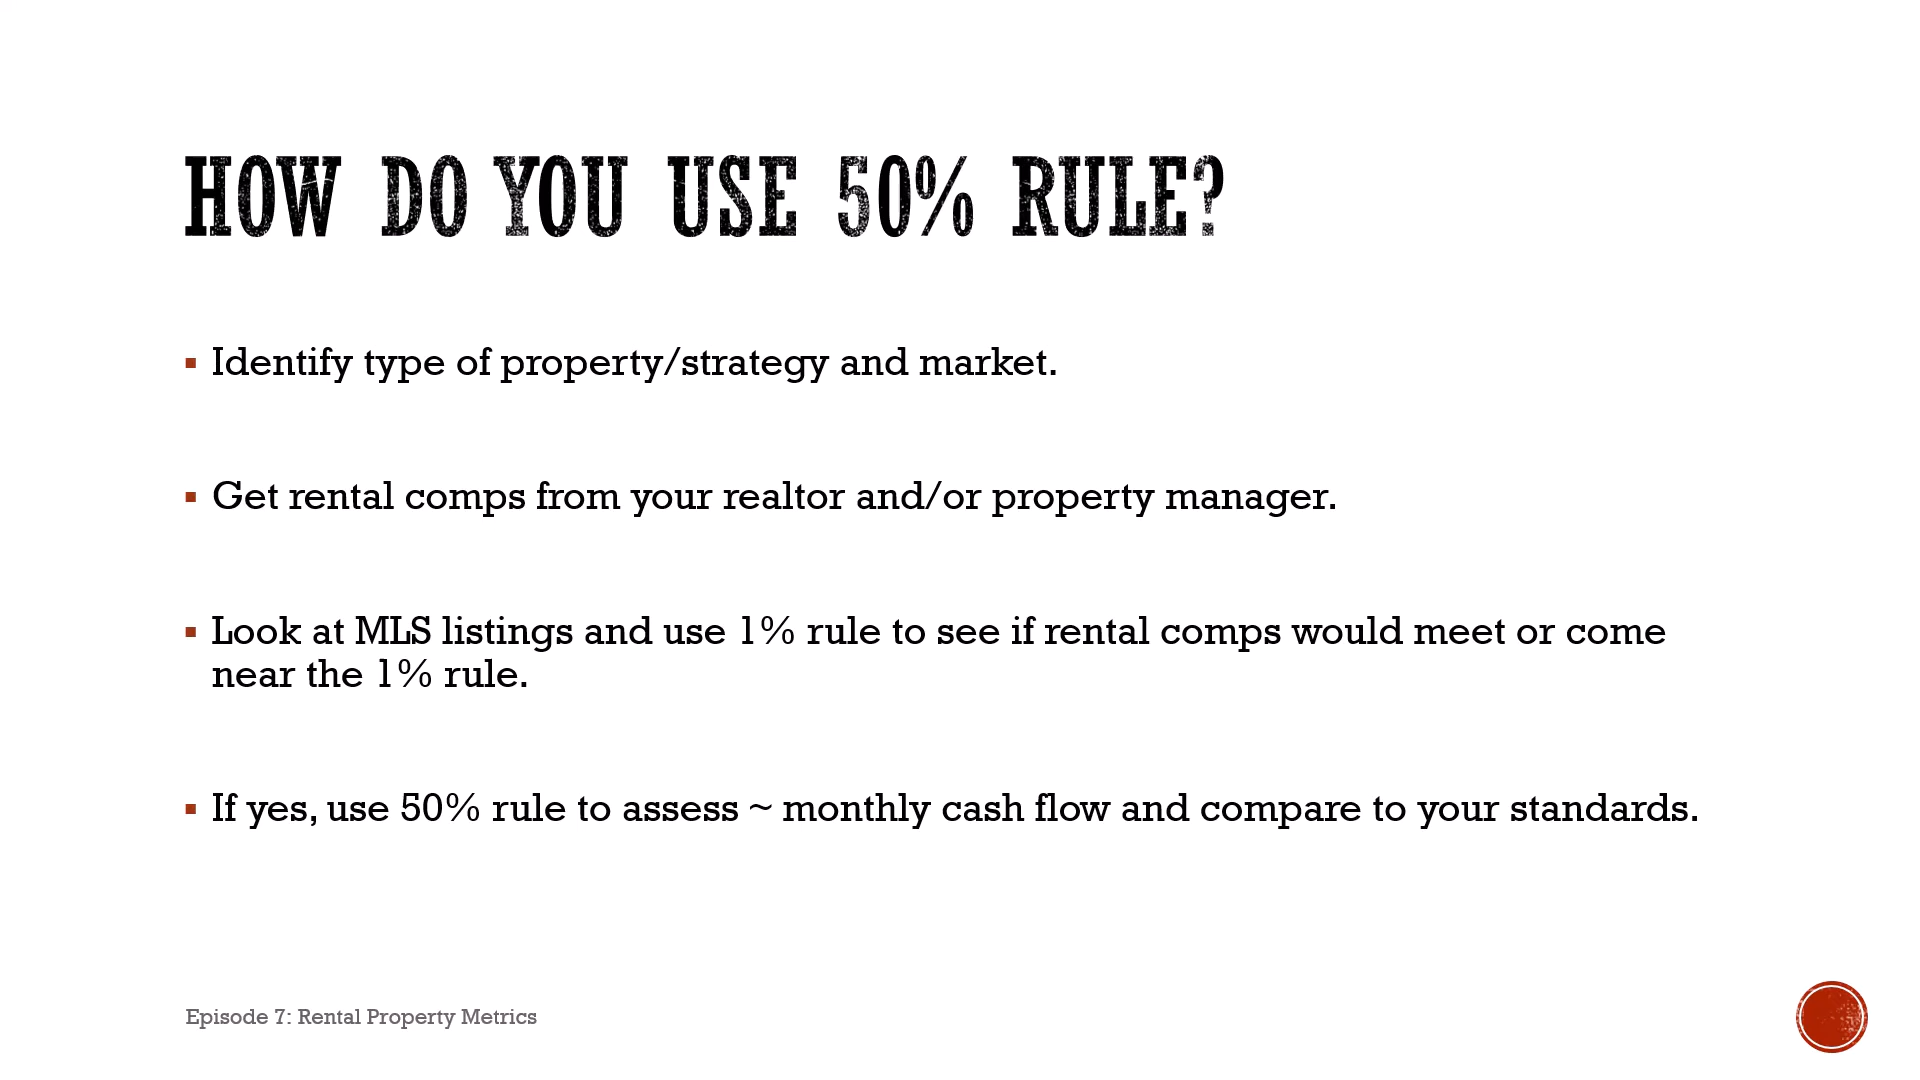 HOW DO YOU USE 50% RULE?
▪ Identify type of property/strategy and market.
▪ Get rental comps from your realtor and/or property manager.
▪ Look at MLS listings and use 1% rule to see if rental comps would meet or come
near the 1% rule.
▪ If yes, use 50% rule to assess ~ monthly cash flow and compare to your standards.
Episode 7: Rental Property Metrics